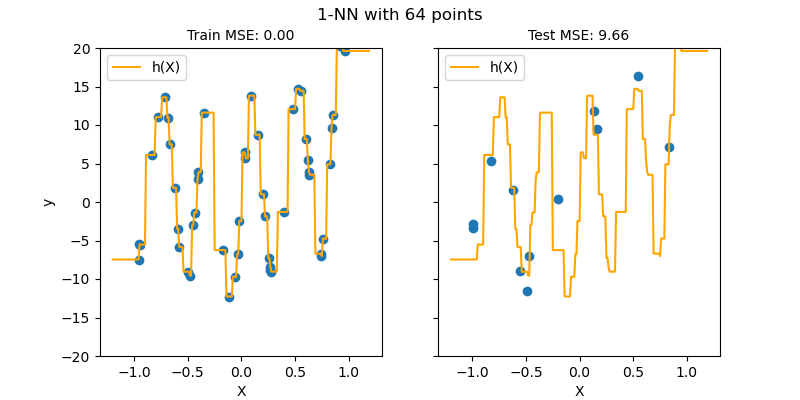 1-NN with 64 points
Train MSE: 0.00
Test MSE: 9.66
h(X)
h(X)
20
15
10
5
0
−5
−10
−15
−20
y
−1.0 −0.5 0.0 0.5 1.0
−1.0 −0.5 0.0 0.5 1.0
X
X